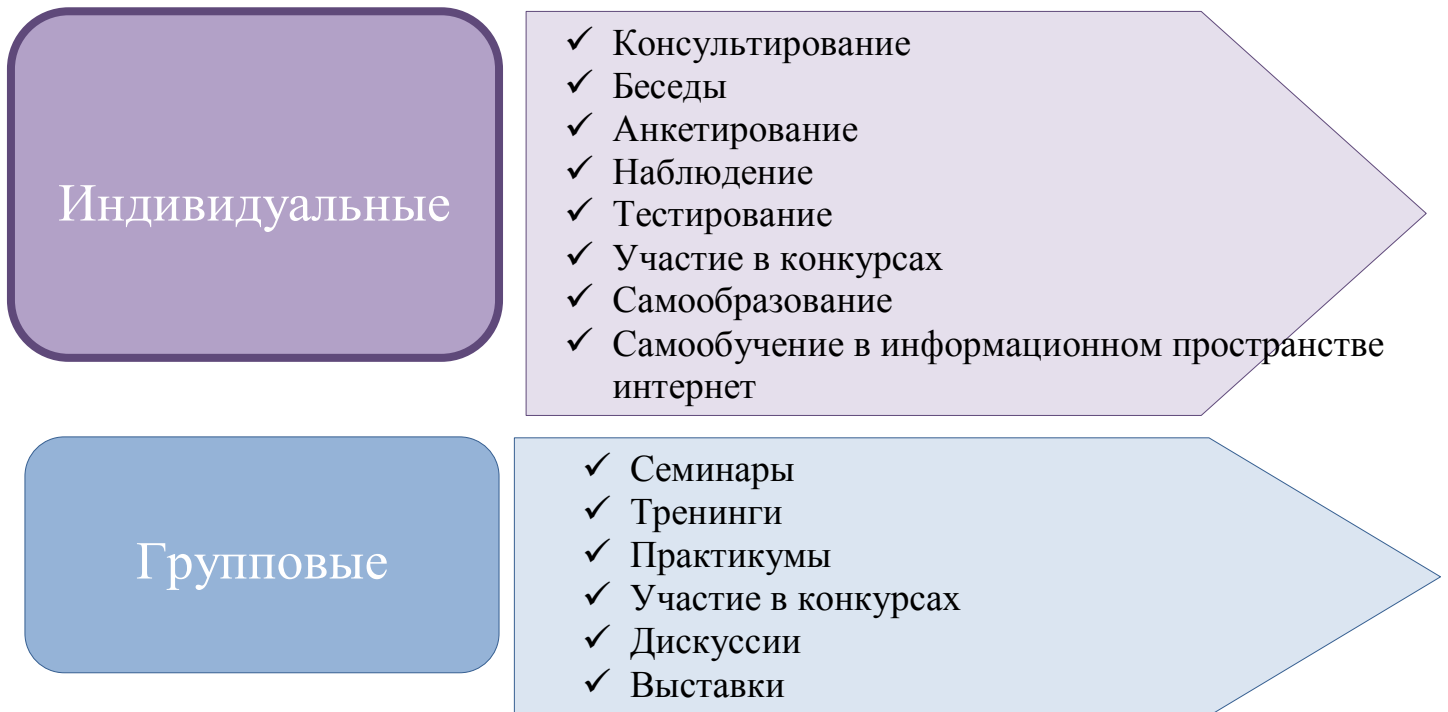 Индивидуальные
✓ Консультирование
✓ Беседы
✓ Анкетирование
✓ Наблюдение
✓ Тестирование
✓ Участие в конкурсах
✓ Самообразование
✓ Самообучение в информационном пространстве
интернет
Групповые
✓ Семинары
✓ Тренинги
✓ Практикумы
✓ Участие в конкурсах
✓ Дискуссии
✓ Выставки